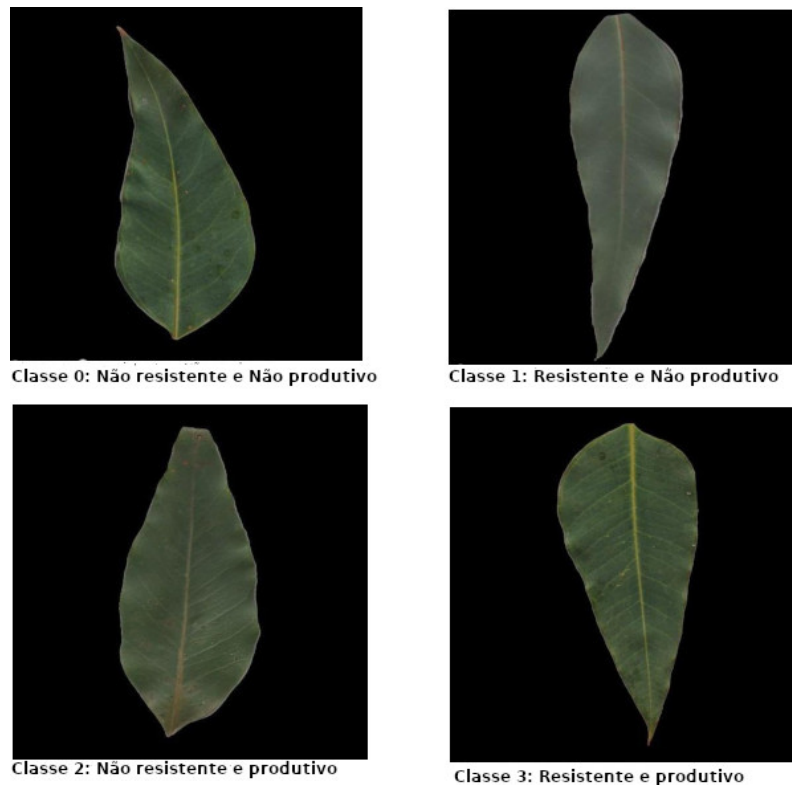 Classe 0: Não resistente e Não produtivo
Classe 1: Resistente e Não produtivo
Classe 2: Não resistente e produtivo
Classe 3: Resistente e produtivo